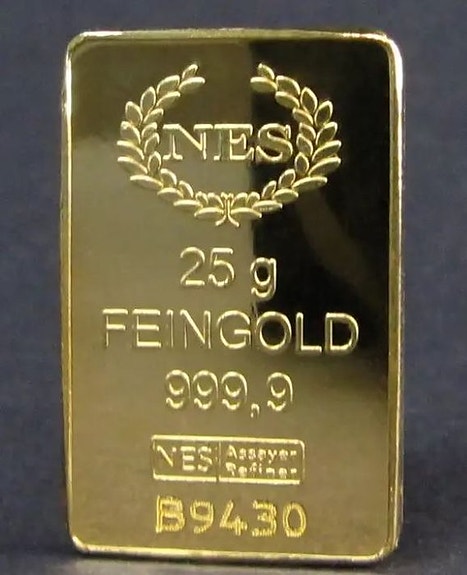 NES
25 g
FEINGOLD
999,9
NES Assayer
Refiner
B9430